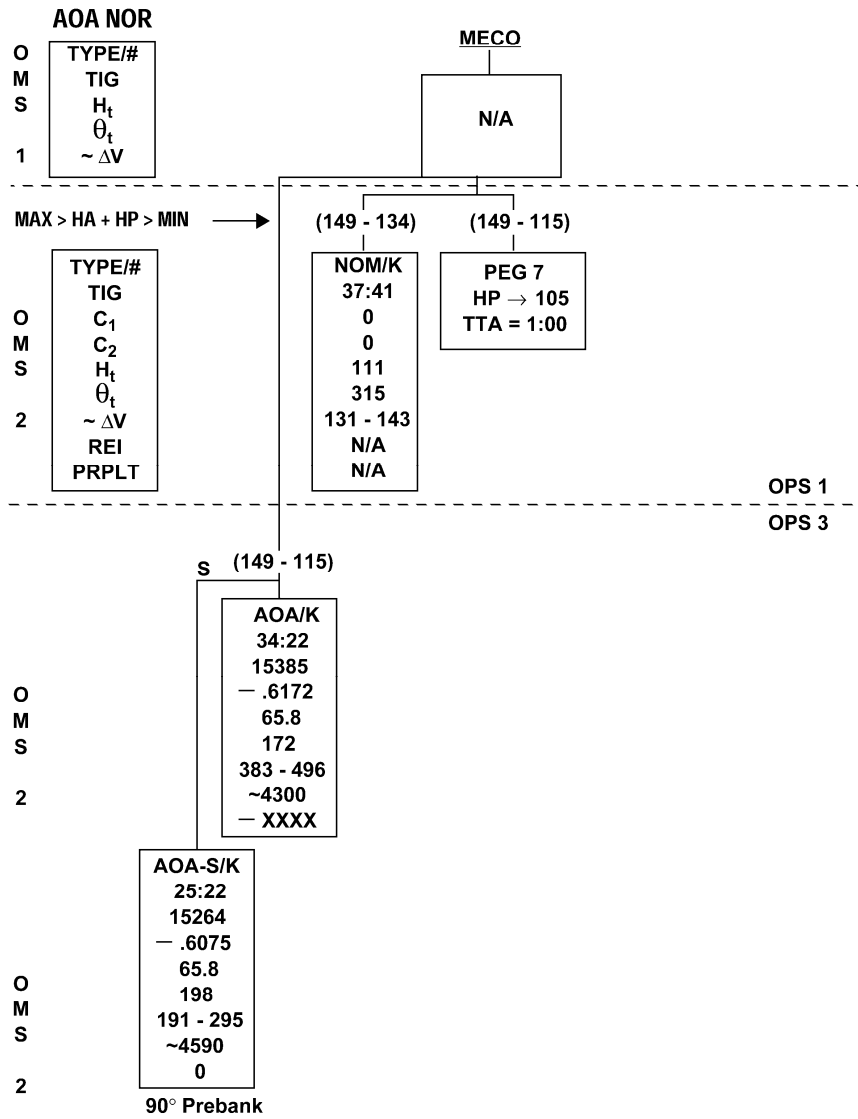 AOA NOR
O
M
S
1
TYPE/#
TIG
Ht
θt
~ ΔV
MECO
N/A
MAX > HA + HP > MIN
(149 - 134)
(149 - 115)
O
M
S
2
TYPE/#
TIG
C1
C2
Ht
θt
~ ΔV
REI
PRPLT
NOM/K
37:41
0
0
111
315
131 - 143
N/A
N/A
PEG 7
HP → 105
TTA = 1:00
OPS 1
OPS 3
S
(149 - 115)
O
M
S
2
AOA/K
34:22
15385
— .6172
65.8
172
383 - 496
~4300
— XXXX
O
M
S
2
AOA-S/K
25:22
15264
— .6075
65.8
198
191 - 295
~4590
0
90° Prebank